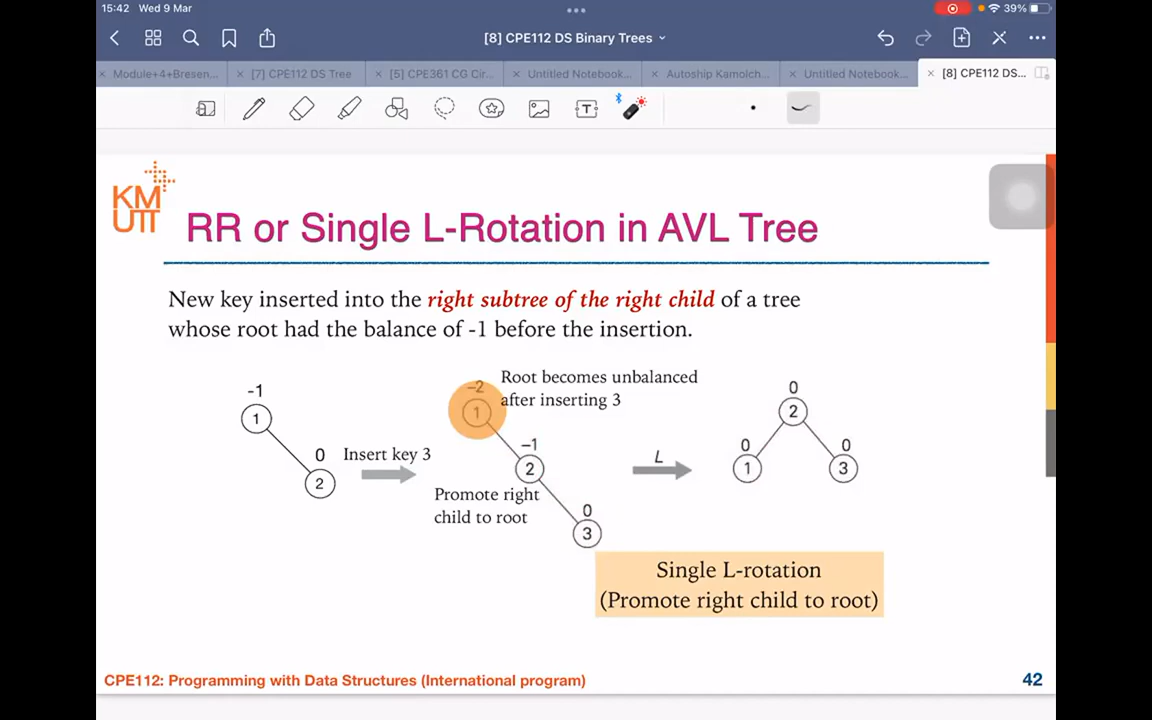 15:42 Wed 9 Mar
39%
[8] CPE112 DS Binary Trees
Module+4+Bresen...
[7] CPE112 DS Tree
[5] CPE361 CG Cir...
Untitled Notebook...
Autoship Kamolch...
Untitled Notebook...
[8] CPE112 DS...
T
KM
UTT
RR or Single L-Rotation in AVL Tree
New key inserted into the right subtree of the right child of a tree
whose root had the balance of -1 before the insertion.
-1
1
0
2
Insert key 3
-2
1
Root becomes unbalanced
after inserting 3
-1
2
Promote right
child to root
0
3
L
0
2
0
1
0
3
Single L-rotation
(Promote right child to root)
CPE112: Programming with Data Structures (International program)
42